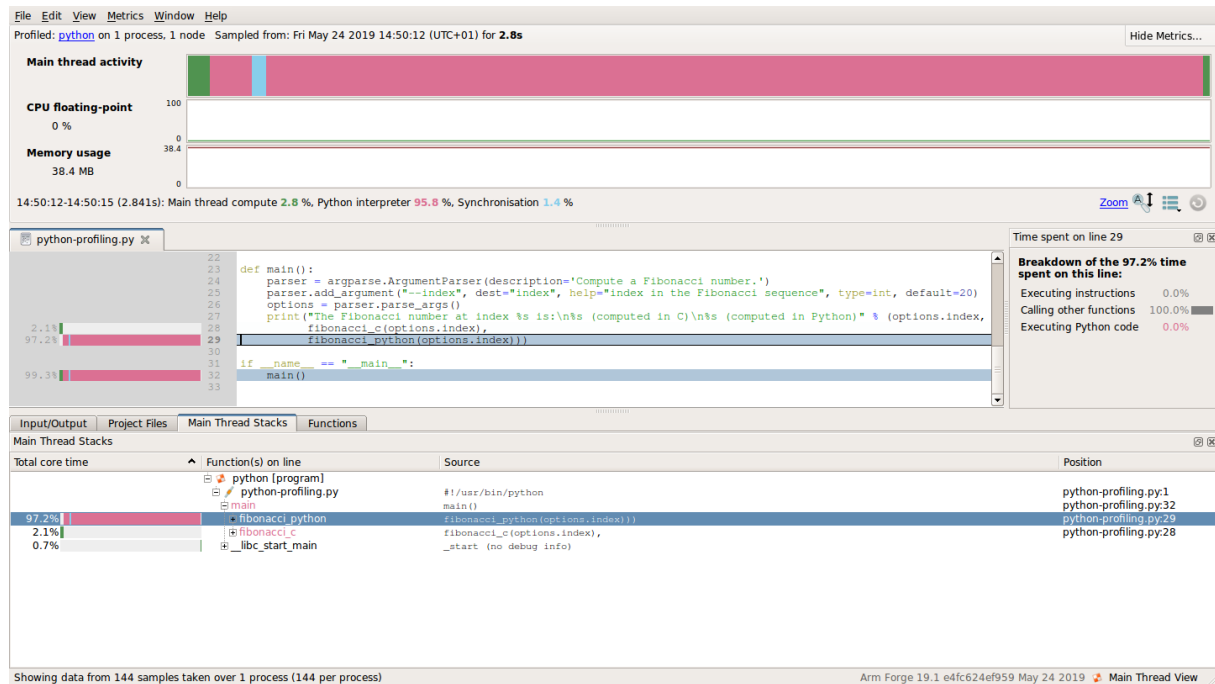 File Edit View Metrics Window Help
Profiled: python on 1 process, 1 node Sampled from: Fri May 24 2019 14:50:12 (UTC+01) for 2.8s Hide Metrics...
Main thread activity
CPU floating-point 100
0 %
0
Memory usage 38.4
38.4 MB
0
14:50:12-14:50:15 (2.841s): Main thread compute 2.8 %, Python interpreter 95.8 %, Synchronisation 1.4 % Zoom
python-profiling.py
22
23 def main():
24 parser = argparse.ArgumentParser(description='Compute a Fibonacci number.')
25 parser.add_argument("--index", dest="index", help="index in the Fibonacci sequence", type=int, default=20)
26 options = parser.parse_args()
27 print("The Fibonacci number at index %s is:\n%s (computed in C)\n%s (computed in Python)" % (options.index,
2.1% 28 fibonacci_c(options.index),
97.2% 29 fibonacci_python(options.index)))
30
31 if __name__ == "__main__":
99.3% 32 main()
33
Time spent on line 29
Breakdown of the 97.2% time
spent on this line:
Executing instructions 0.0%
Calling other functions 100.0%
Executing Python code 0.0%
Input/Output Project Files Main Thread Stacks Functions
Main Thread Stacks
Total core time Function(s) on line Source Position
python [program]
python-profiling.py #!/usr/bin/python python-profiling.py:1
main main() python-profiling.py:32
97.2% fibonacci_python fibonacci_python(options.index))) python-profiling.py:29
2.1% fibonacci_c fibonacci_c(options.index), python-profiling.py:28
0.7% __libc_start_main _start (no debug info)
Showing data from 144 samples taken over 1 process (144 per process) Arm Forge 19.1 e4fc624ef959 May 24 2019 Main Thread View